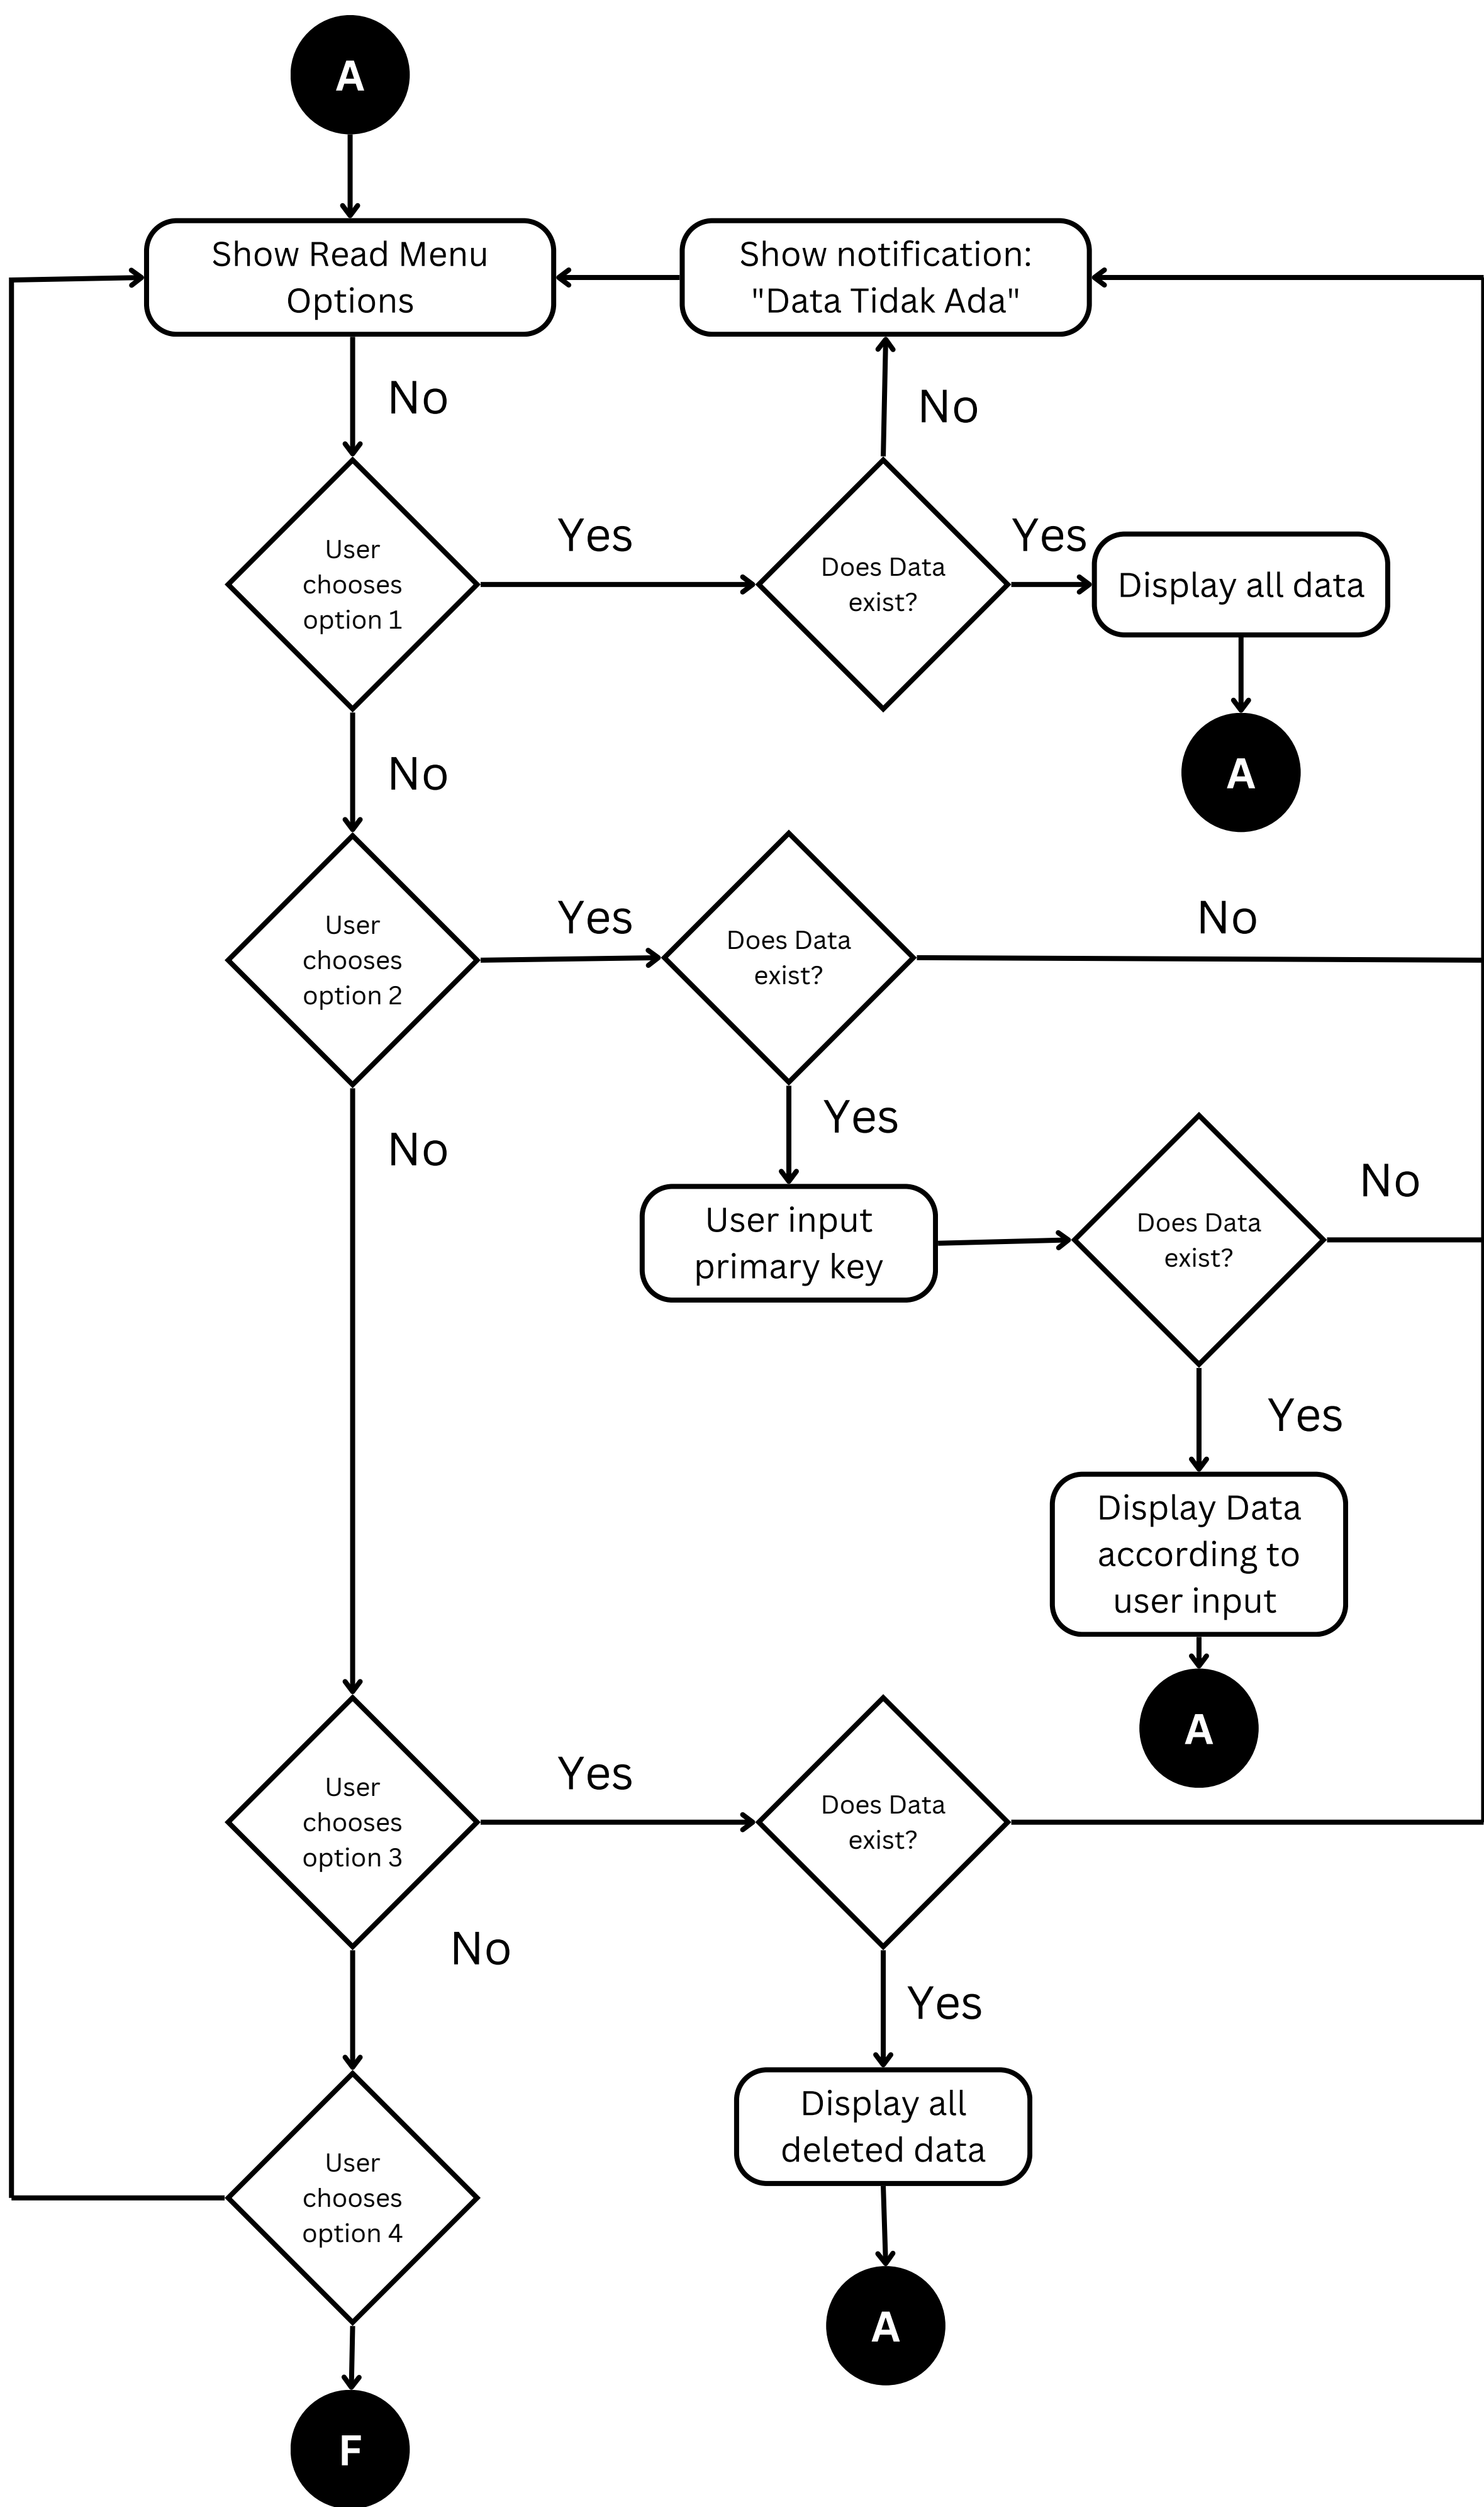 A
Show Read Menu
Options
Show notification:
"Data Tidak Ada"
No
No
User
chooses
option 1
Yes
Does Data
exist?
Yes
Display all data
A
No
User
chooses
option 2
Yes
Does Data
exist?
No
Yes
No
User input
primary key
Does Data
exist?
No
Yes
Display Data
according to
user input
A
User
chooses
option 3
Yes
Does Data
exist?
No
Yes
Display all
deleted data
User
chooses
option 4
A
F